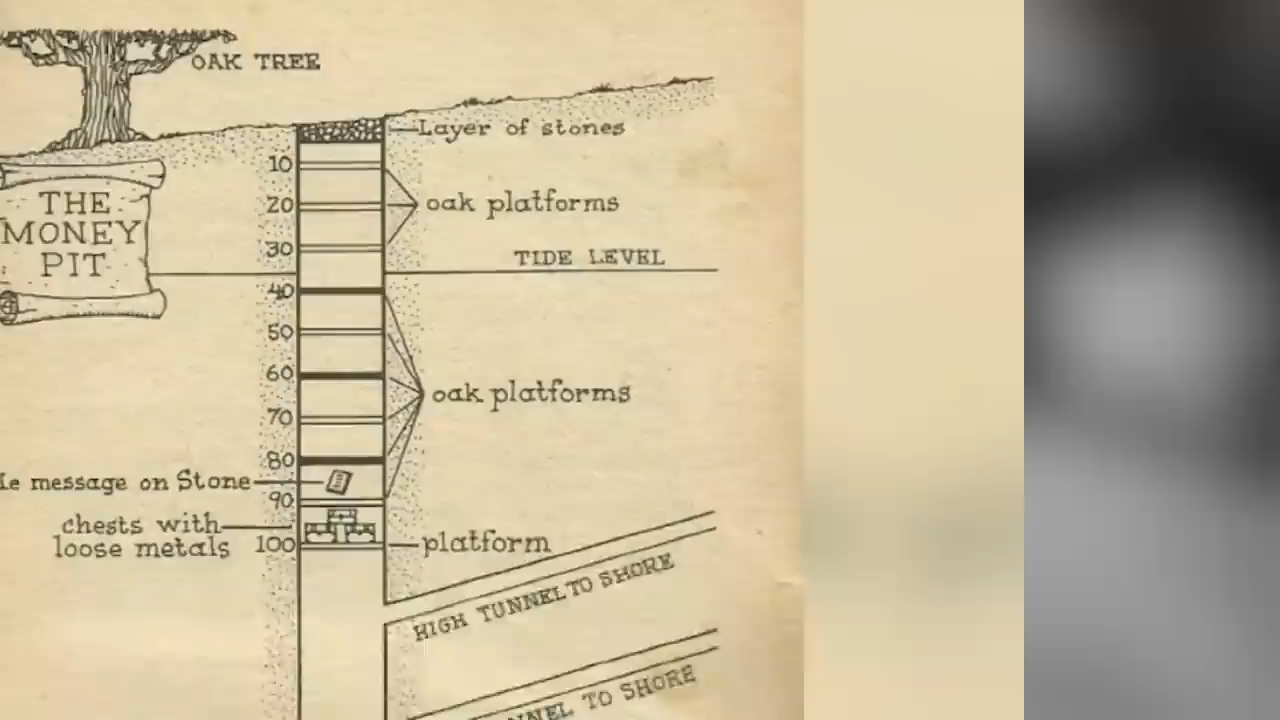 OAK TREE
Layer of stones
10
THE
MONEY
PIT
20
oak platforms
30
TIDE LEVEL
40
50
60
oak platforms
70
80
message on Stone
90
chests with
loose metals
100
platform
HIGH TUNNEL TO SHORE
TO SHORE